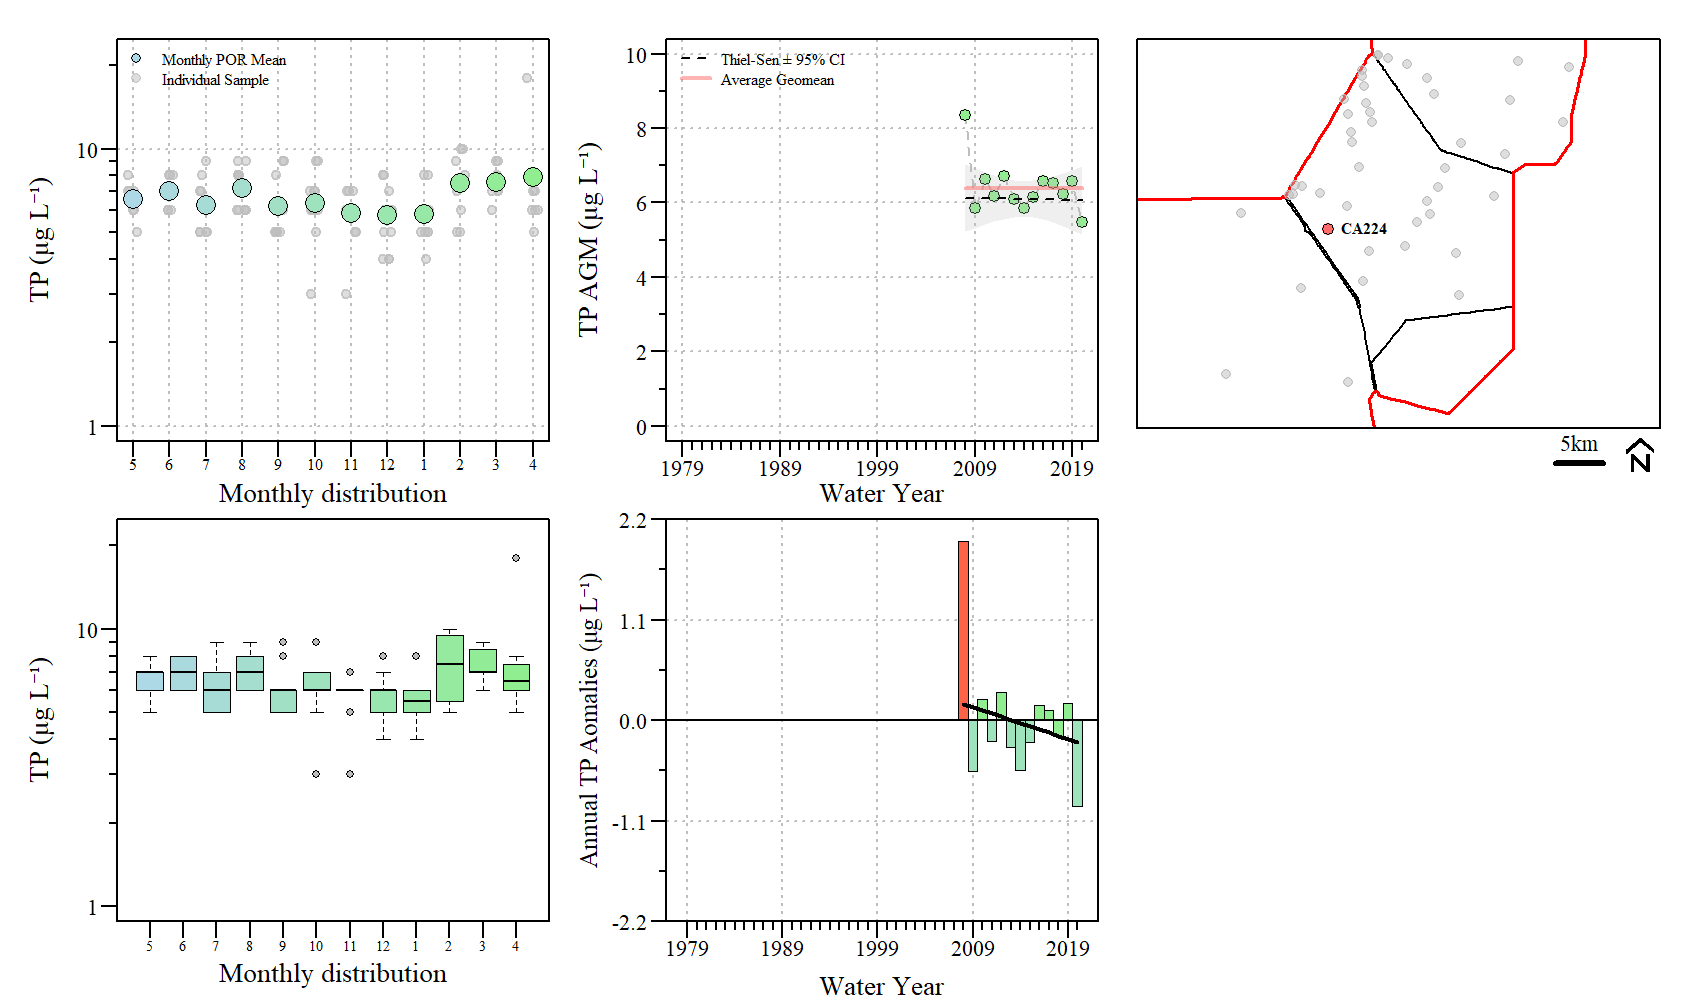 TP (µg L⁻¹)
10
1
Monthly POR Mean
Individual Sample
5 6 7 8 9 10 11 12 1 2 3 4
Monthly distribution
TP AGM (µg L⁻¹)
10
8
6
4
2
0
Thiel-Sen ± 95% CI
Average Geomean
1979 1989 1999 2009 2019
Water Year
CA224
5km
N
TP (µg L⁻¹)
10
1
5 6 7 8 9 10 11 12 1 2 3 4
Monthly distribution
Annual TP Aomalies (µg L⁻¹)
2.2
1.1
0.0
-1.1
-2.2
1979 1989 1999 2009 2019
Water Year